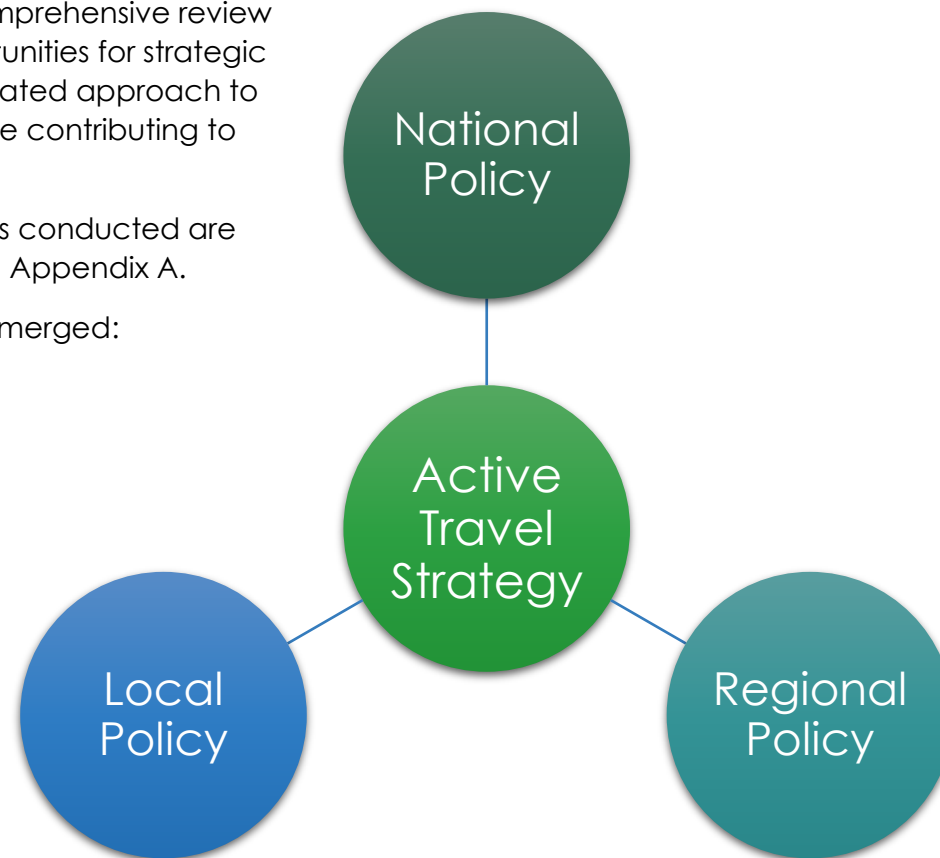 mprehensive review
tunities for strategic
ated approach to
e contributing to
s conducted are
Appendix A.
merged:
National
Policy
Active
Travel
Strategy
Local
Policy
Regional
Policy